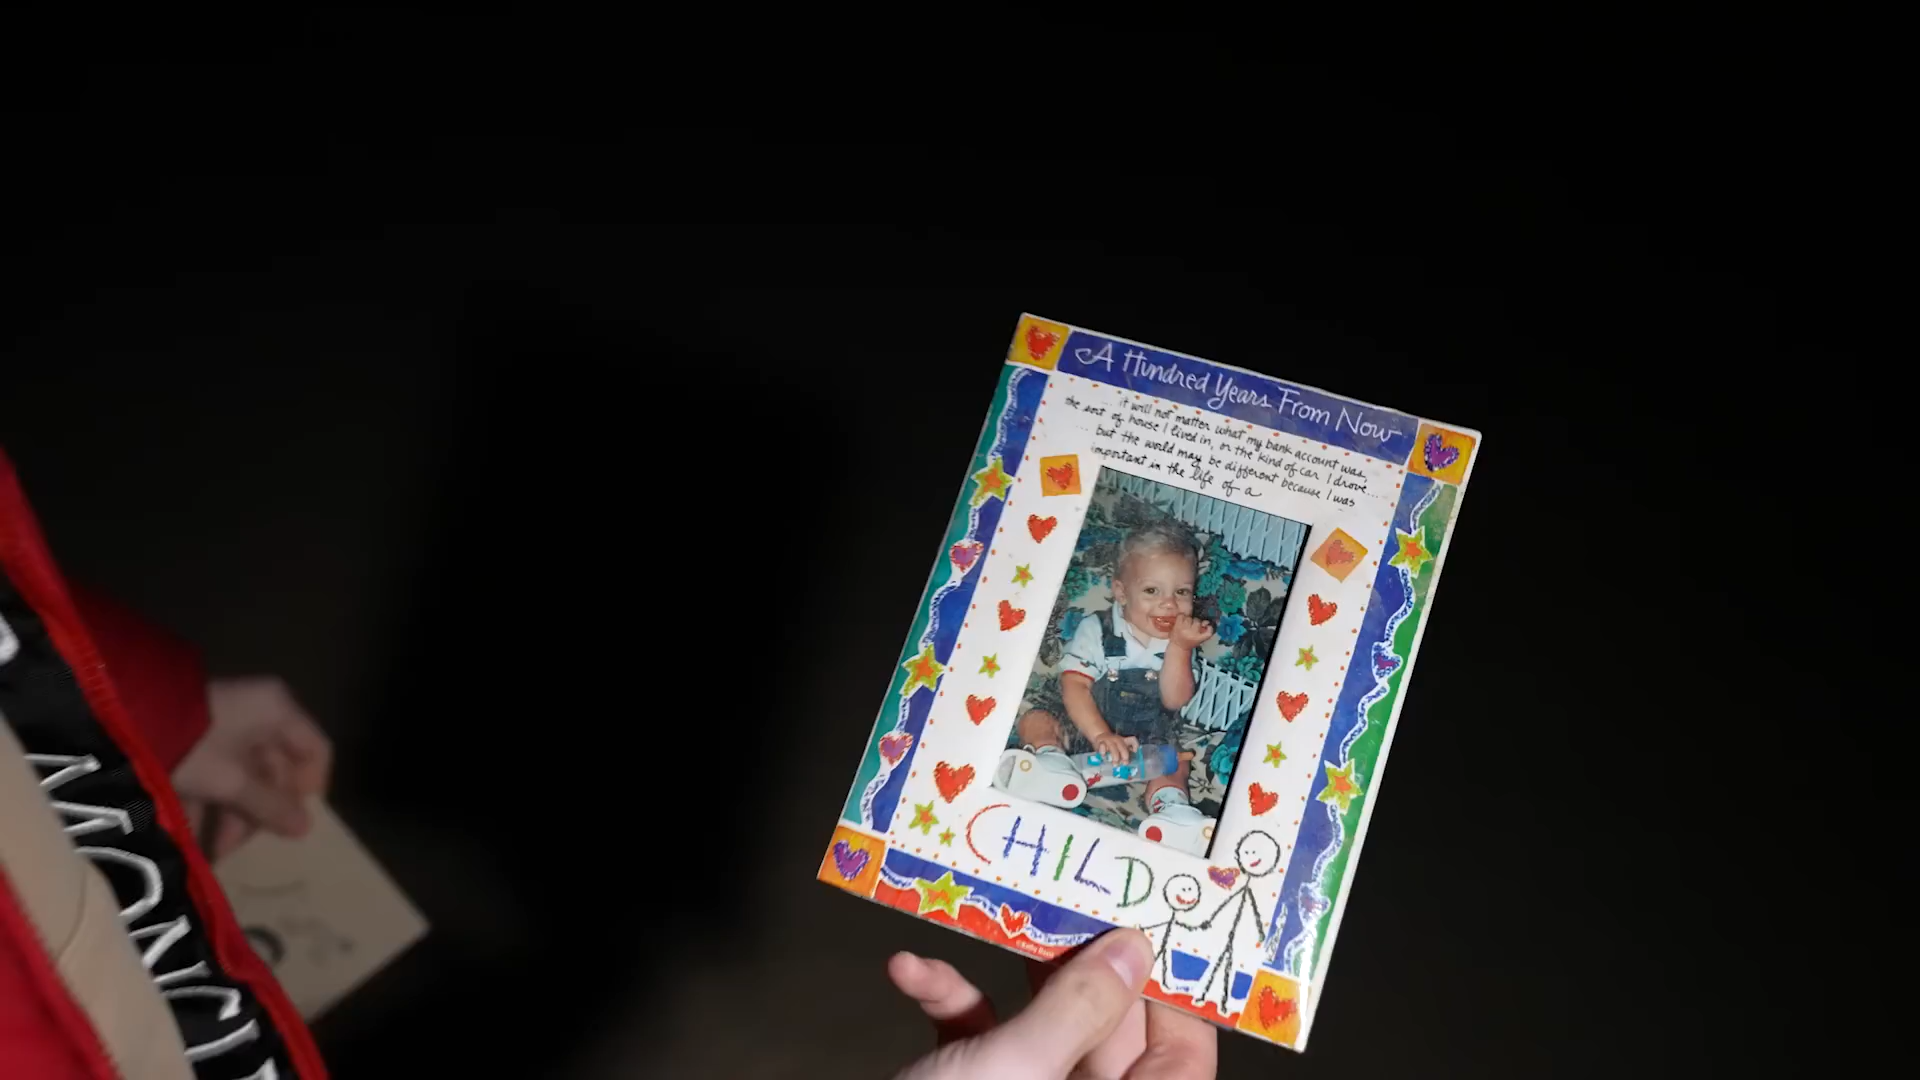 A Hundred Years From Now
... it will not matter what my bank account was,
the sort of house I lived in, or the kind of car I drove...
... but the world may be different because I was
important in the life of a
CHILD